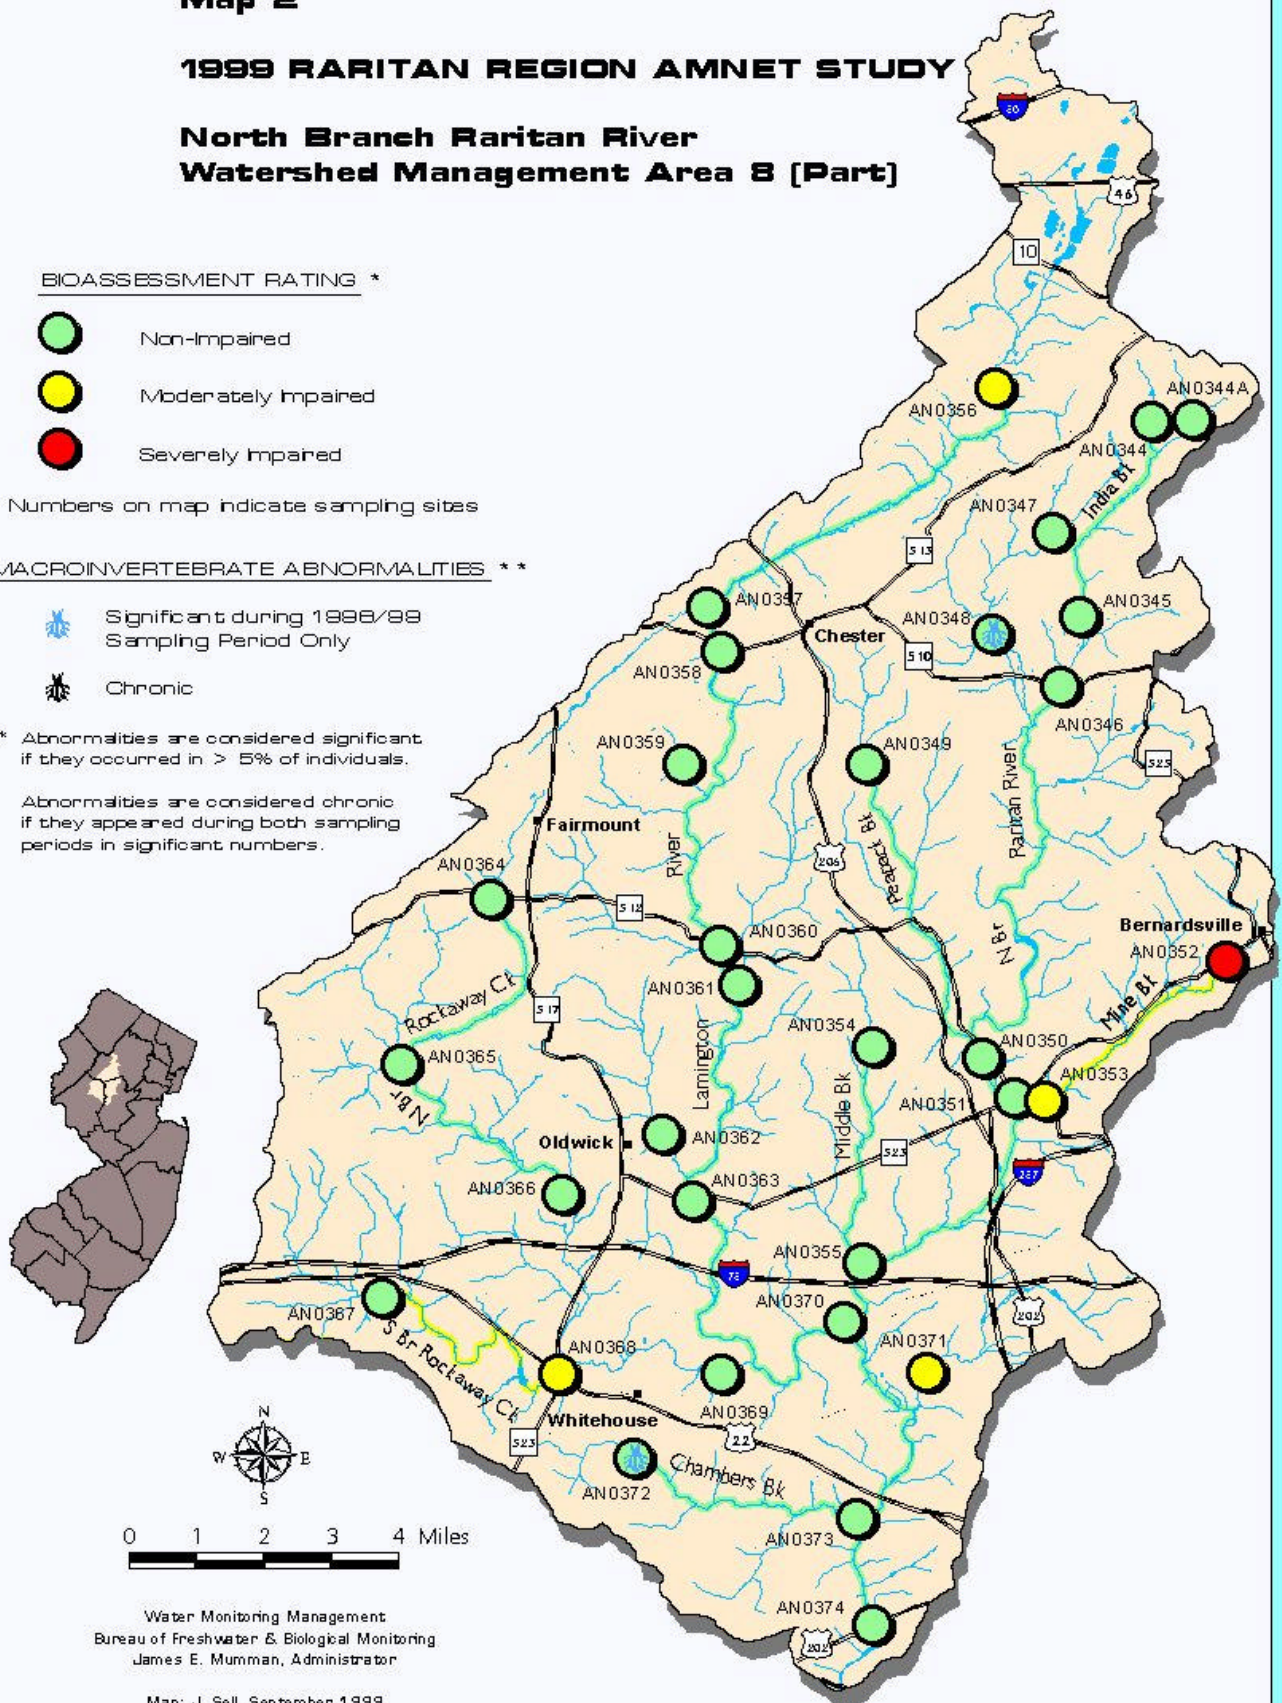 Map 2
1999 RARITAN REGION AMNET STUDY
North Branch Raritan River
Watershed Management Area 8 (Part)
BIOASSESSMENT RATING *
Non-Impaired
Moderately Impaired
Severely Impaired
Numbers on map indicate sampling sites
MACROINVERTEBRATE ABNORMALITIES * *
Significant during 1998/99
Sampling Period Only
Chronic
* Abnormalities are considered significant
if they occurred in > 5% of individuals.
Abnormalities are considered chronic
if they appeared during both sampling
periods in significant numbers.
80
46
10
AN0344A
AN0356
AN0344
India Bk
AN0347
513
AN0357
AN0345
AN0348
Chester
510
AN0358
AN0346
AN0359
AN0349
525
Raritan River
Fairmount
River
Peapack Bk
206
AN0364
512
Bernardsville
AN0360
N Br
AN0352
AN0361
Rockaway Ck
Mine Bk
517
AN0354
AN0350
AN0365
Lamington
AN0353
N Br
Middle Bk
AN0351
Oldwick
AN0362
523
287
AN0366
AN0363
AN0355
78
AN0370
202
AN0367
S Br Rockaway Ck
AN0368
AN0371
AN0369
Whitehouse
22
523
Chambers Bk
AN0372
AN0373
AN0374
202
N
W E
S
0 1 2 3 4 Miles
Water Monitoring Management
Bureau of Freshwater & Biological Monitoring
James E. Mumman, Administrator
Map: J. Sell, September 1999